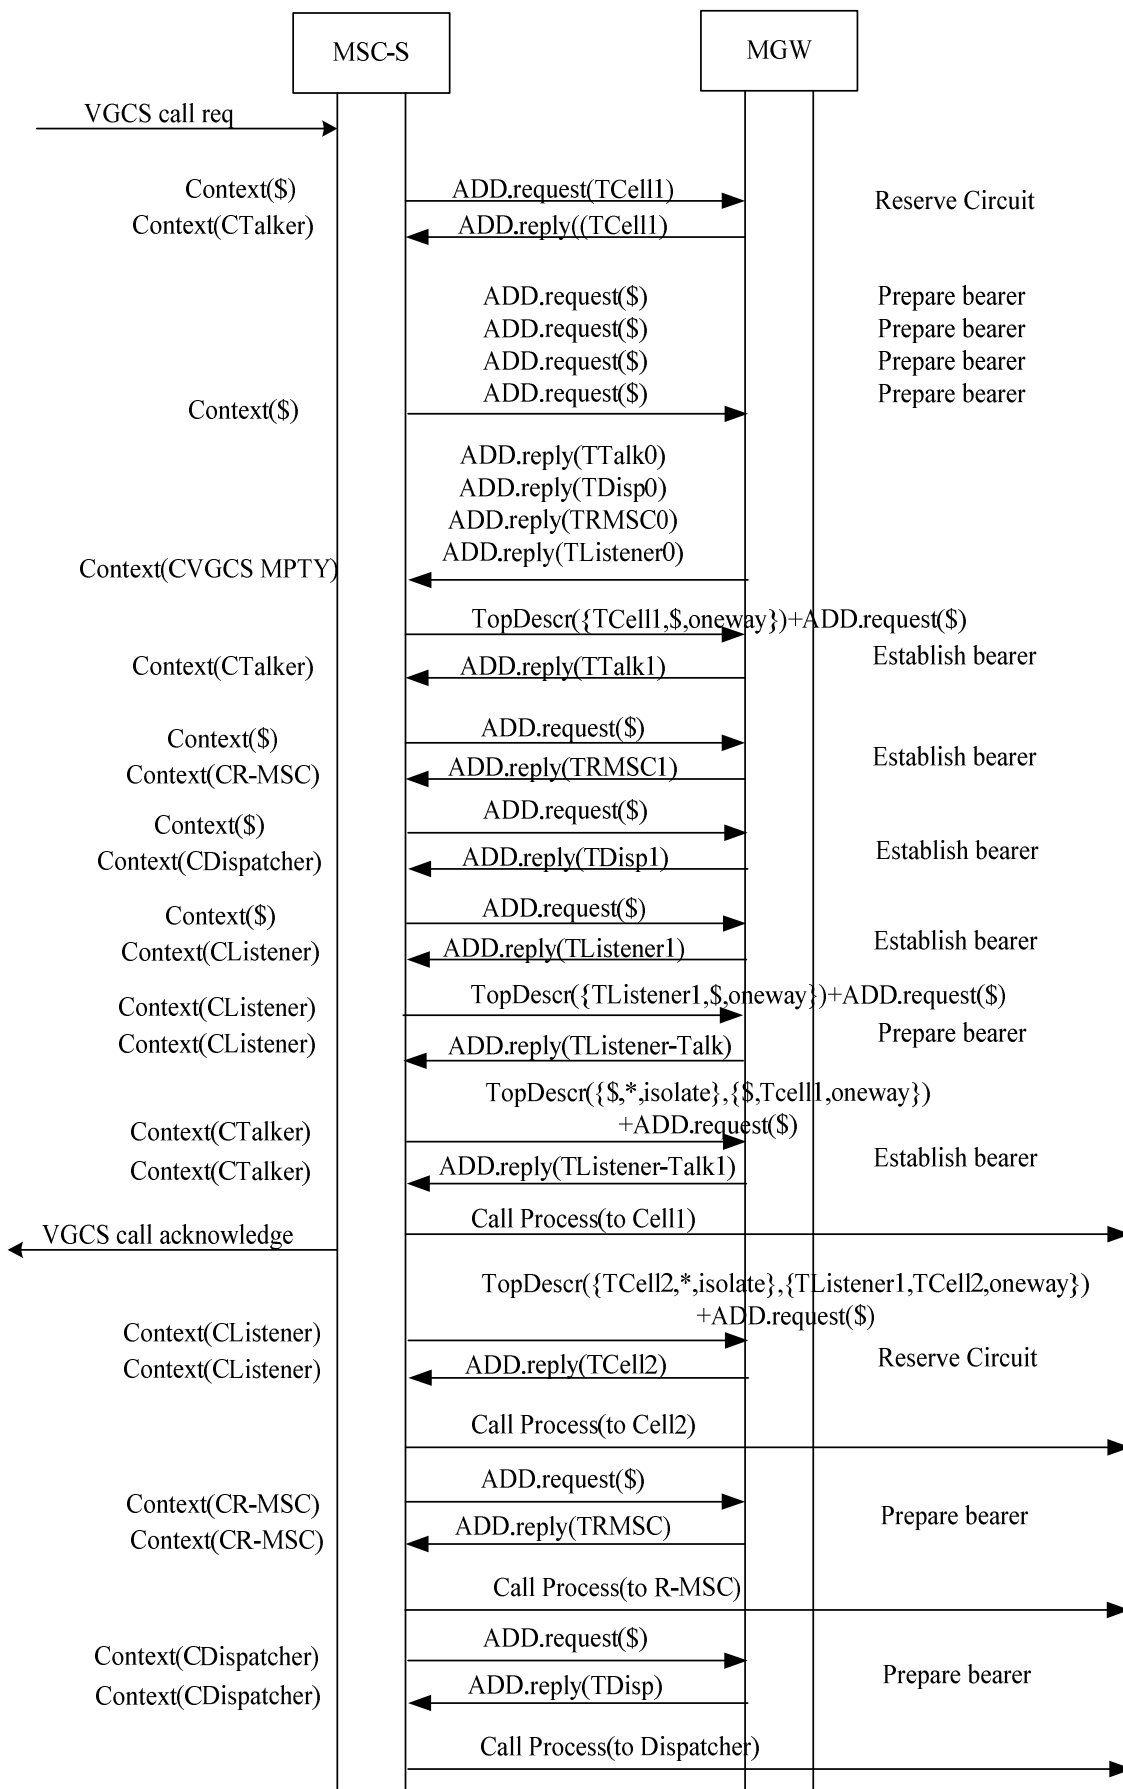 MSC-S
MGW
VGCS call req
Context($)
ADD.request(TCell1)
Reserve Circuit
Context(CTalker)
ADD.reply((TCell1)
ADD.request($)
Prepare bearer
ADD.request($)
Prepare bearer
ADD.request($)
Prepare bearer
ADD.request($)
Prepare bearer
Context($)
ADD.reply(TTalk0)
ADD.reply(TDisp0)
ADD.reply(TRMSC0)
ADD.reply(TListener0)
Context(CVGCS MPTY)
TopDescr({TCell1,$,oneway})+ADD.request($)
Establish bearer
Context(CTalker)
ADD.reply(TTalk1)
ADD.request($)
Context($)
Establish bearer
Context(CR-MSC)
ADD.reply(TRMSC1)
ADD.request($)
Context($)
Establish bearer
Context(CDispatcher)
ADD.reply(TDisp1)
ADD.request($)
Context($)
Establish bearer
Context(CListener)
ADD.reply(TListener1)
TopDescr({TListener1,$,oneway})+ADD.request($)
Context(CListener)
Prepare bearer
Context(CListener)
ADD.reply(TListener-Talk)
TopDescr({$,*,isolate},{$,Tcell1,oneway})
+ADD.request($)
Context(CTalker)
Establish bearer
Context(CTalker)
ADD.reply(TListener-Talk1)
Call Process(to Cell1)
VGCS call acknowledge
TopDescr({TCell2,*,isolate},{TListener1,TCell2,oneway})
+ADD.request($)
Context(CListener)
Reserve Circuit
Context(CListener)
ADD.reply(TCell2)
Call Process(to Cell2)
ADD.request($)
Context(CR-MSC)
Prepare bearer
Context(CR-MSC)
ADD.reply(TRMSC)
Call Process(to R-MSC)
ADD.request($)
Context(CDispatcher)
Prepare bearer
Context(CDispatcher)
ADD.reply(TDisp)
Call Process(to Dispatcher)